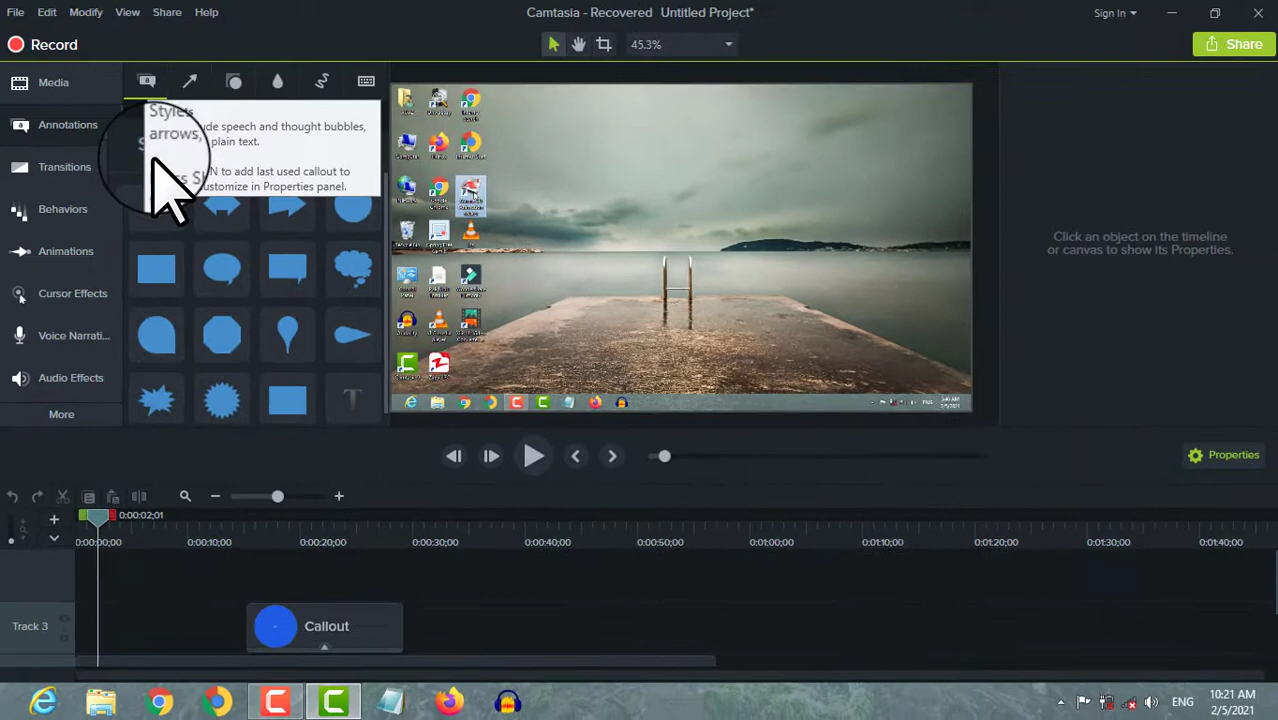 File Edit Modify View Share Help
Camtasia - Recovered Untitled Project*
Sign In
Record
45.3%
Share
Media
Annotations
Transitions
Behaviors
Animations
Cursor Effects
Voice Narrati...
Audio Effects
More
Styles
ude speech and thought bubbles,
arrows, plain text.
N to add last used callout to
ustomize in Properties panel.
T
Click an object on the timeline
or canvas to show its Properties.
Properties
0:00:02;01
0:00:00;00 0:00:10;00 0:00:20;00 0:00:30;00 0:00:40;00 0:00:50;00 0:01:00;00 0:01:10;00 0:01:20;00 0:01:30;00 0:01:40;00
Track 3
Callout
ENG
10:21 AM
2/5/2021